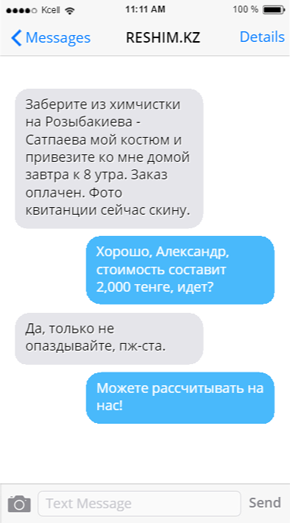 Kcell 11:11 AM 100 %
Messages RESHIM.KZ Details
Заберите из химчистки
на Розыбакиева -
Сатпаева мой костюм и
привезите ко мне домой
завтра к 8 утра. Заказ
оплачен. Фото
квитанции сейчас скину.
Хорошо, Александр,
стоимость составит
2,000 тенге, идет?
Да, только не
опаздывайте, пж-ста.
Можете рассчитывать на
нас!
Text Message Send